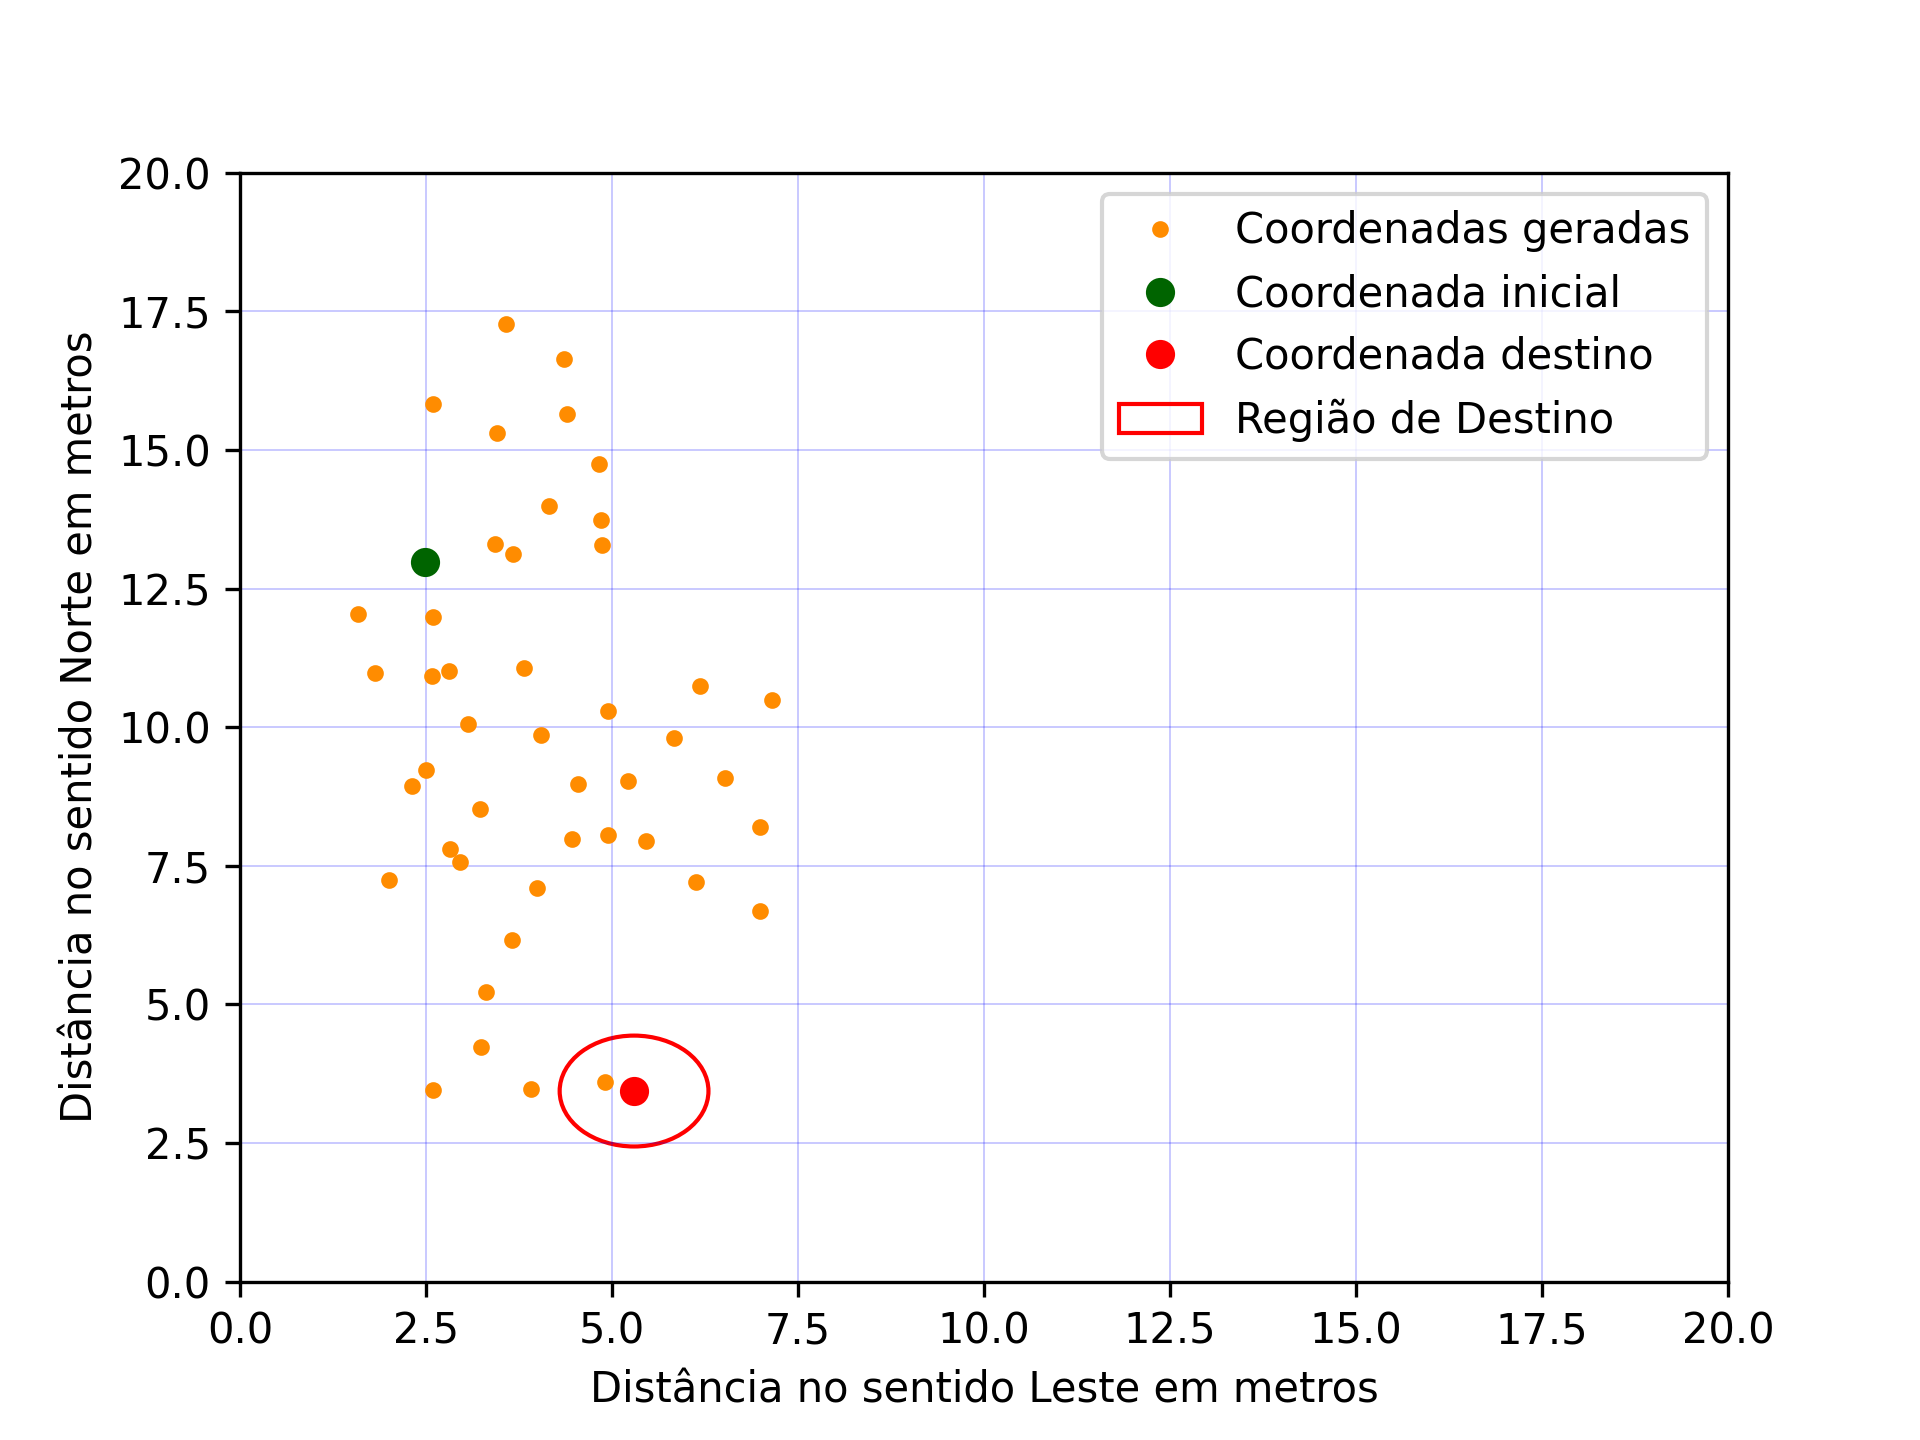 20.0
17.5
15.0
12.5
10.0
7.5
5.0
2.5
0.0
Distância no sentido Norte em metros
Coordenadas geradas
Coordenada inicial
Coordenada destino
Região de Destino
0.0 2.5 5.0 7.5 10.0 12.5 15.0 17.5 20.0
Distância no sentido Leste em metros